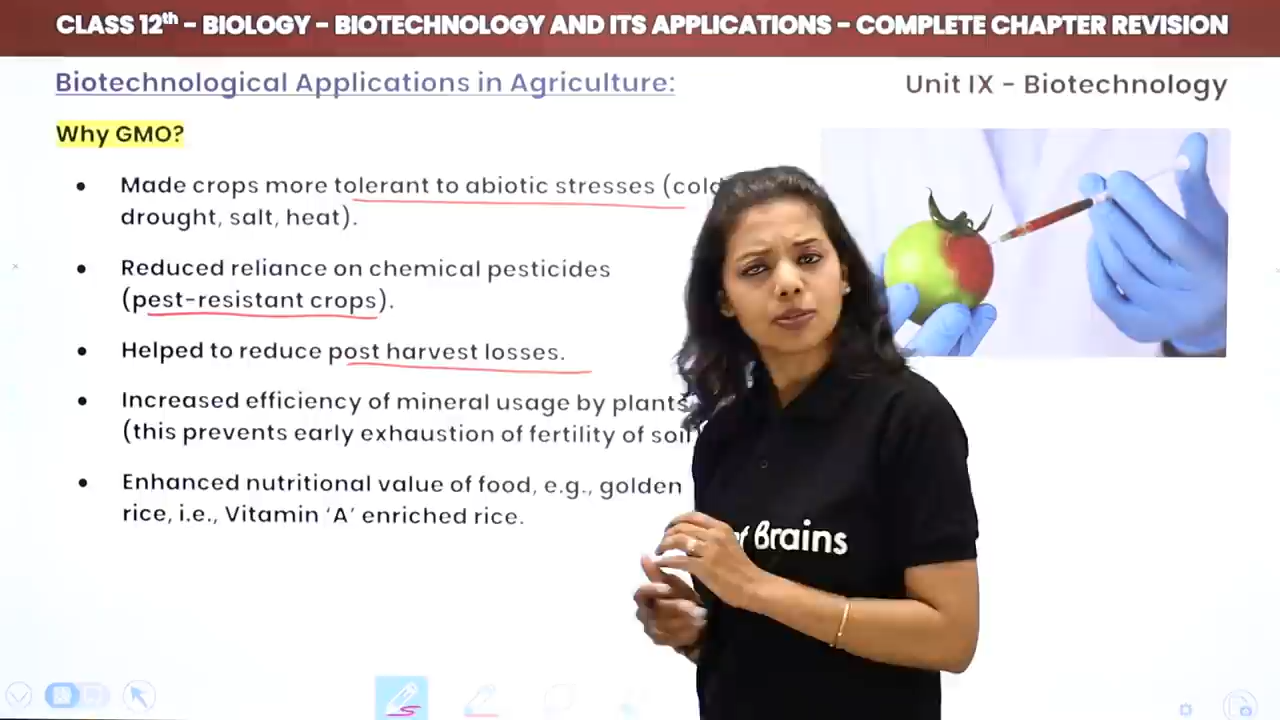 CLASS 12th – BIOLOGY – BIOTECHNOLOGY AND ITS APPLICATIONS – COMPLETE CHAPTER REVISION
Biotechnological Applications in Agriculture:
Unit IX – Biotechnology
Why GMO?
• Made crops more tolerant to abiotic stresses (cold
drought, salt, heat).
• Reduced reliance on chemical pesticides
(pest-resistant crops).
• Helped to reduce post harvest losses.
• Increased efficiency of mineral usage by plants
(this prevents early exhaustion of fertility of soil
• Enhanced nutritional value of food, e.g., golden
rice, i.e., Vitamin ‘A’ enriched rice.
Brains